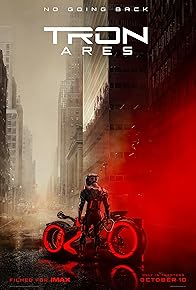 NO GOING BACK
TRON
ARES
FILMED FOR IMAX
ONLY IN THEATERS
OCTOBER 10